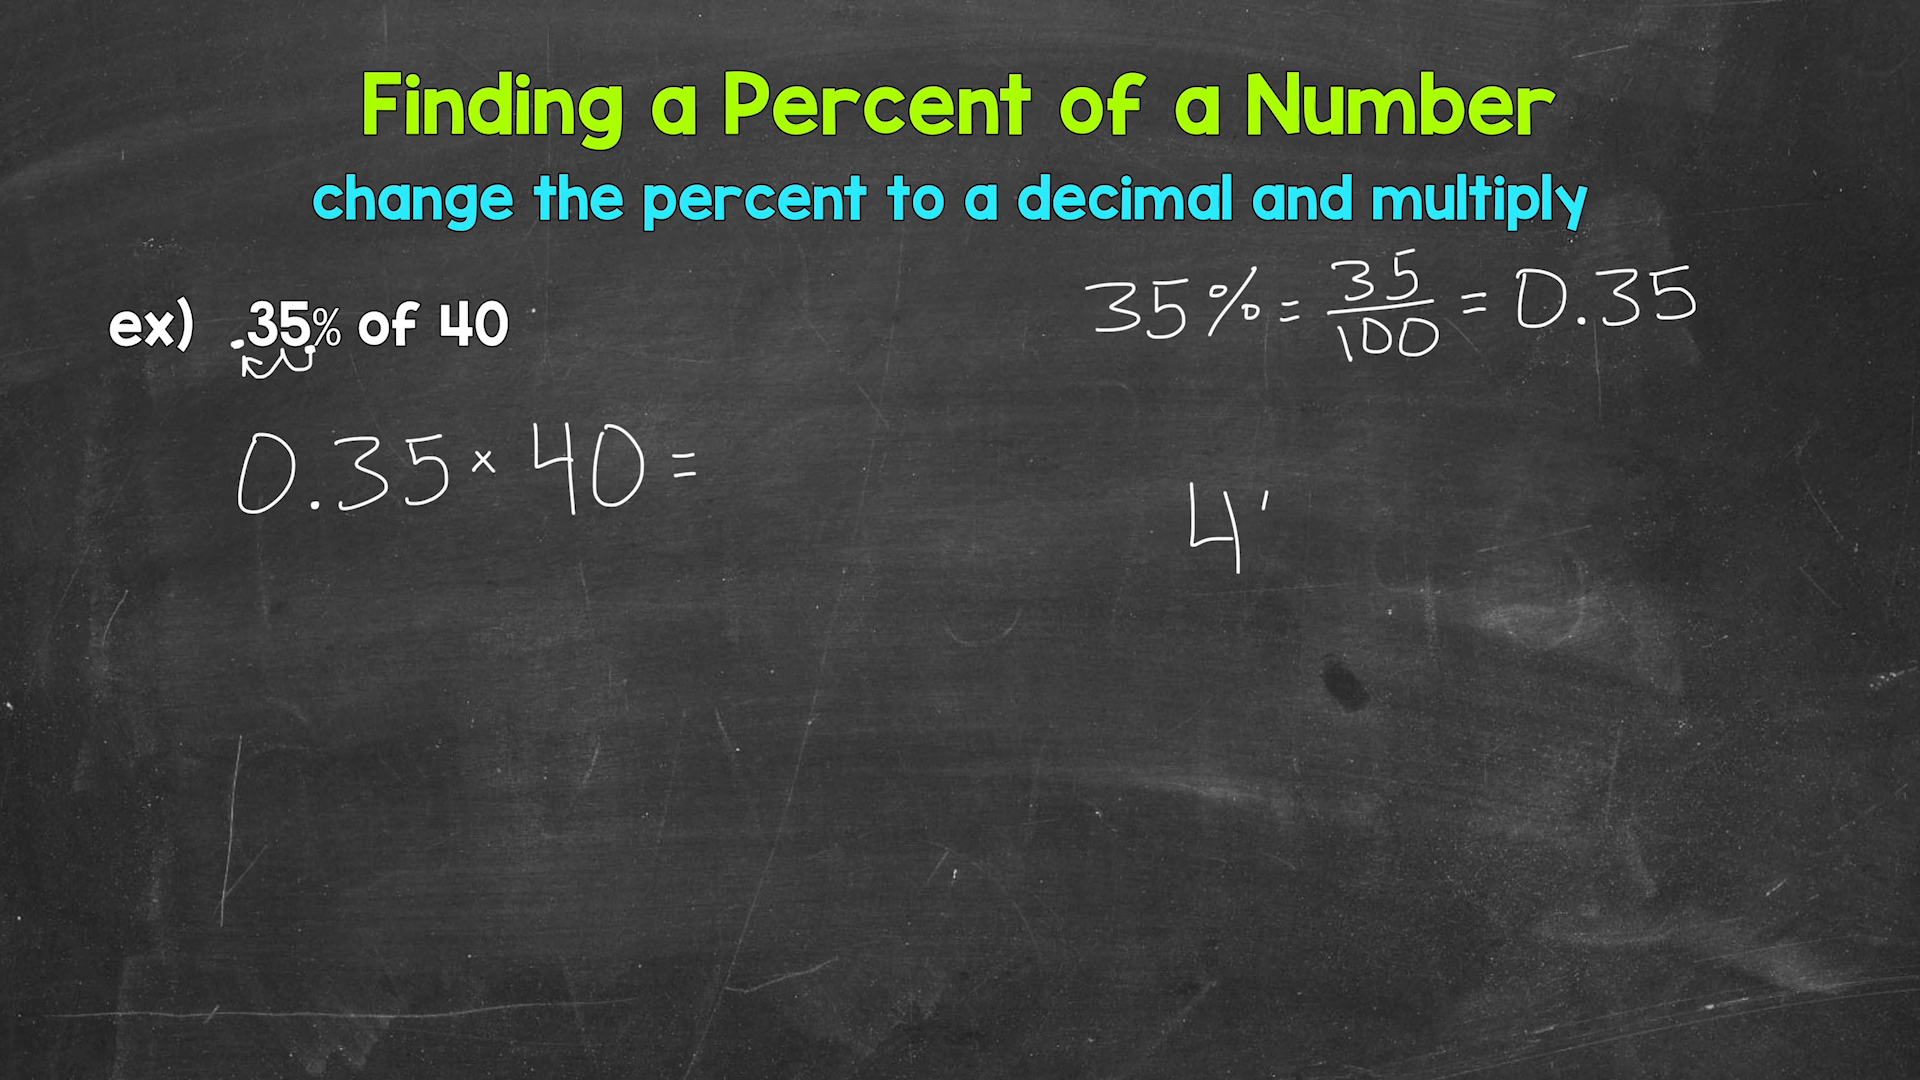 Finding a Percent of a Number
change the percent to a decimal and multiply
35% = 35/100 = 0.35
ex) .35.% of 40
0.35 × 40 =
4'